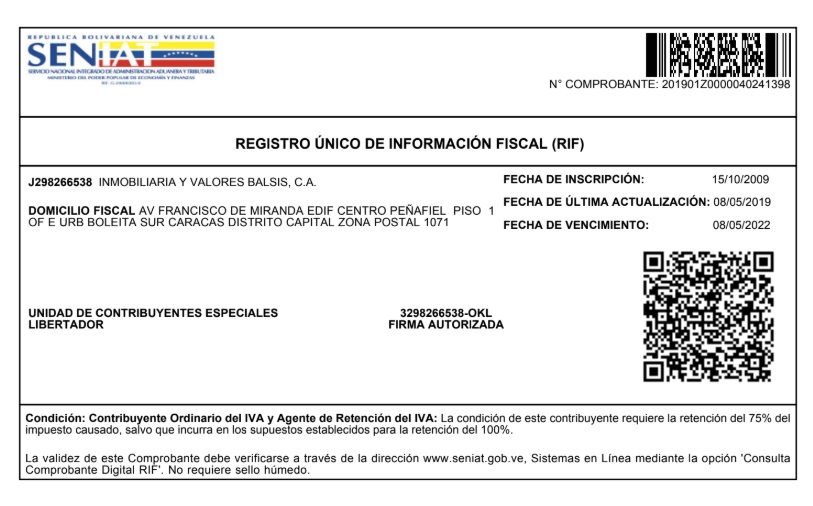 REPUBLICA BOLIVARIANA DE VENEZUELA
SENIAT
SERVICIO NACIONAL INTEGRADO DE ADMINISTRACION ADUANERA Y TRIBUTARIA
MINISTERIO DEL PODER POPULAR DE ECONOMÍA Y FINANZAS
N° COMPROBANTE: 201901Z0000040241398
REGISTRO ÚNICO DE INFORMACIÓN FISCAL (RIF)
J298266538 INMOBILIARIA Y VALORES BALSIS, C.A.
FECHA DE INSCRIPCIÓN: 15/10/2009
DOMICILIO FISCAL AV FRANCISCO DE MIRANDA EDIF CENTRO PEÑAFIEL PISO 1
OF E URB BOLEITA SUR CARACAS DISTRITO CAPITAL ZONA POSTAL 1071
FECHA DE ÚLTIMA ACTUALIZACIÓN: 08/05/2019
FECHA DE VENCIMIENTO: 08/05/2022
UNIDAD DE CONTRIBUYENTES ESPECIALES
LIBERTADOR
3298266538-OKL
FIRMA AUTORIZADA
Condición: Contribuyente Ordinario del IVA y Agente de Retención del IVA: La condición de este contribuyente requiere la retención del 75% del
impuesto causado, salvo que incurra en los supuestos establecidos para la retención del 100%.
La validez de este Comprobante debe verificarse a través de la dirección www.seniat.gob.ve, Sistemas en Línea mediante la opción 'Consulta
Comprobante Digital RIF'. No requiere sello húmedo.